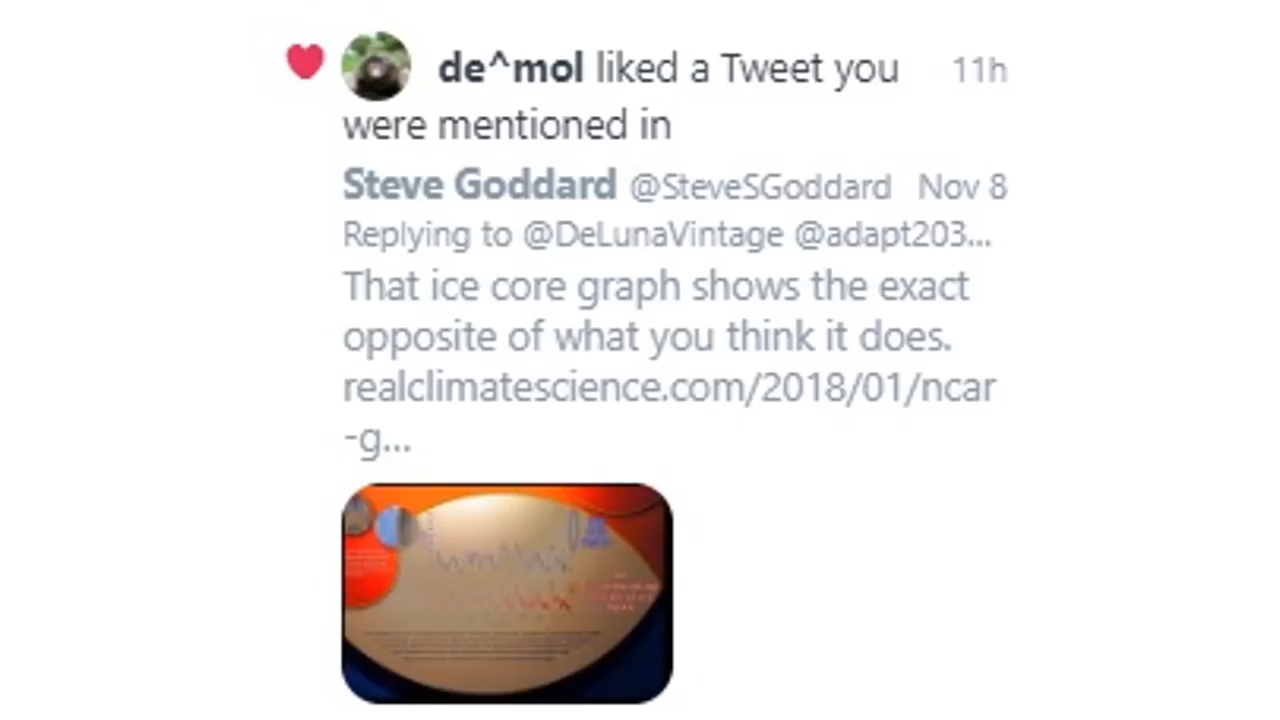 de^mol liked a Tweet you 11h
were mentioned in
Steve Goddard @SteveSGoddard Nov 8
Replying to @DeLunaVintage @adapt203...
That ice core graph shows the exact
opposite of what you think it does.
realclimatescience.com/2018/01/ncar
-g...